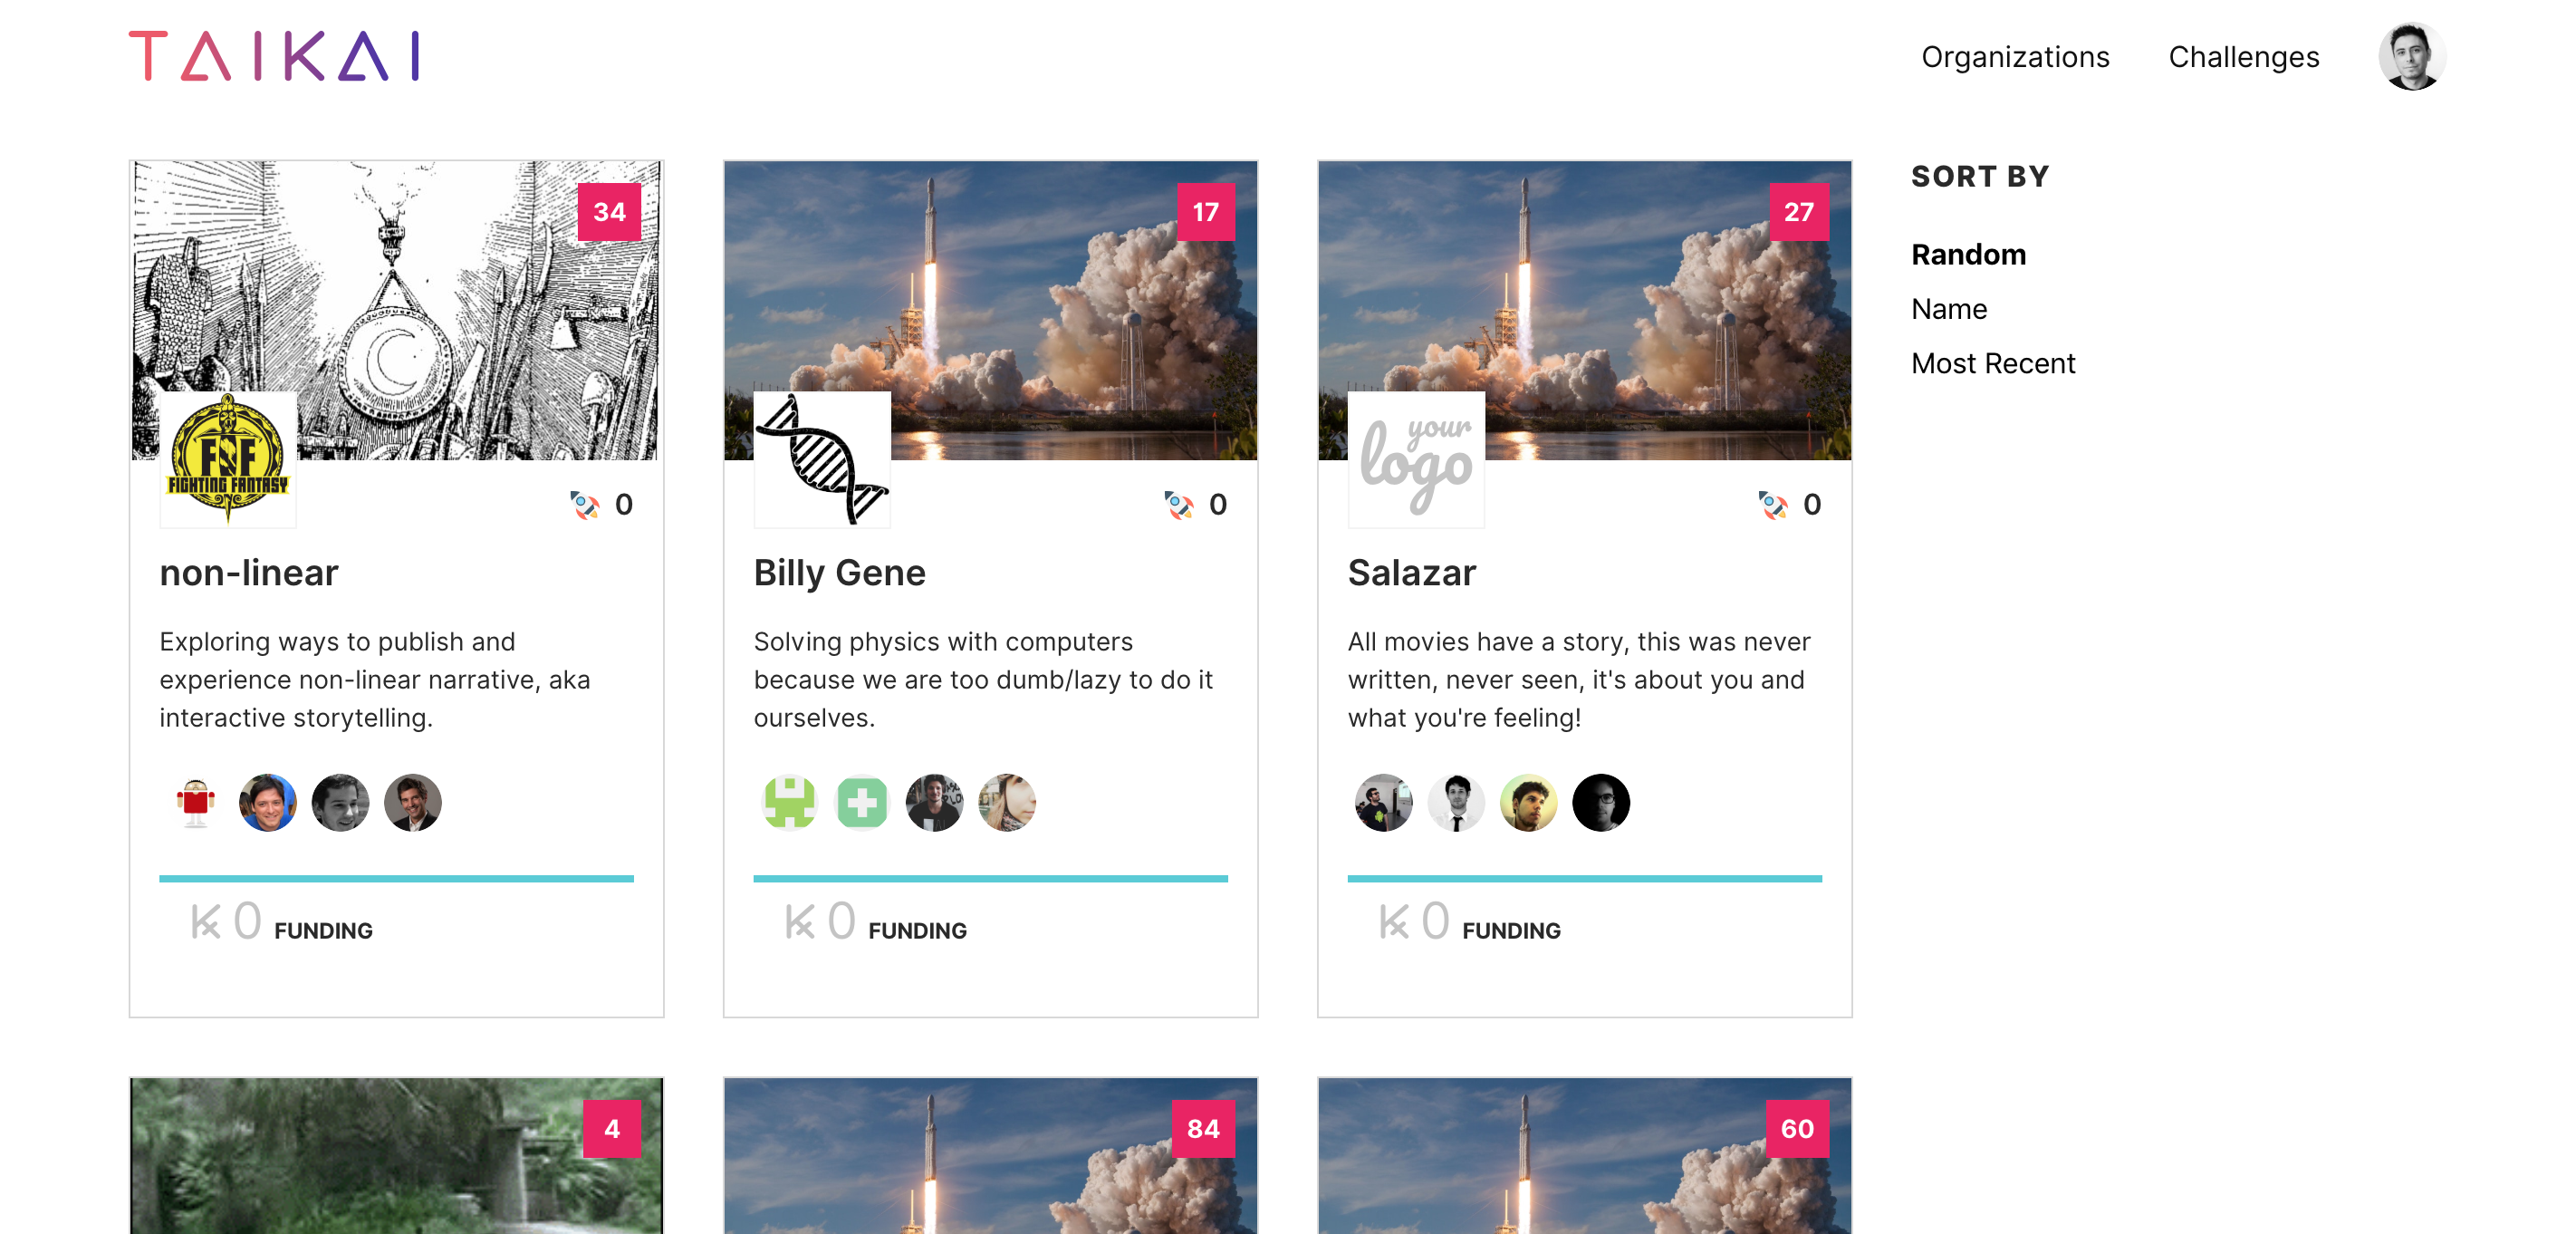 TAIKAI
Organizations
Challenges
34
FF
FIGHTING FANTASY
0
non-linear
Exploring ways to publish and
experience non-linear narrative, aka
interactive storytelling.
0 FUNDING
17
0
Billy Gene
Solving physics with computers
because we are too dumb/lazy to do it
ourselves.
0 FUNDING
27
your
logo
0
Salazar
All movies have a story, this was never
written, never seen, it's about you and
what you're feeling!
0 FUNDING
SORT BY
Random
Name
Most Recent
4
84
60